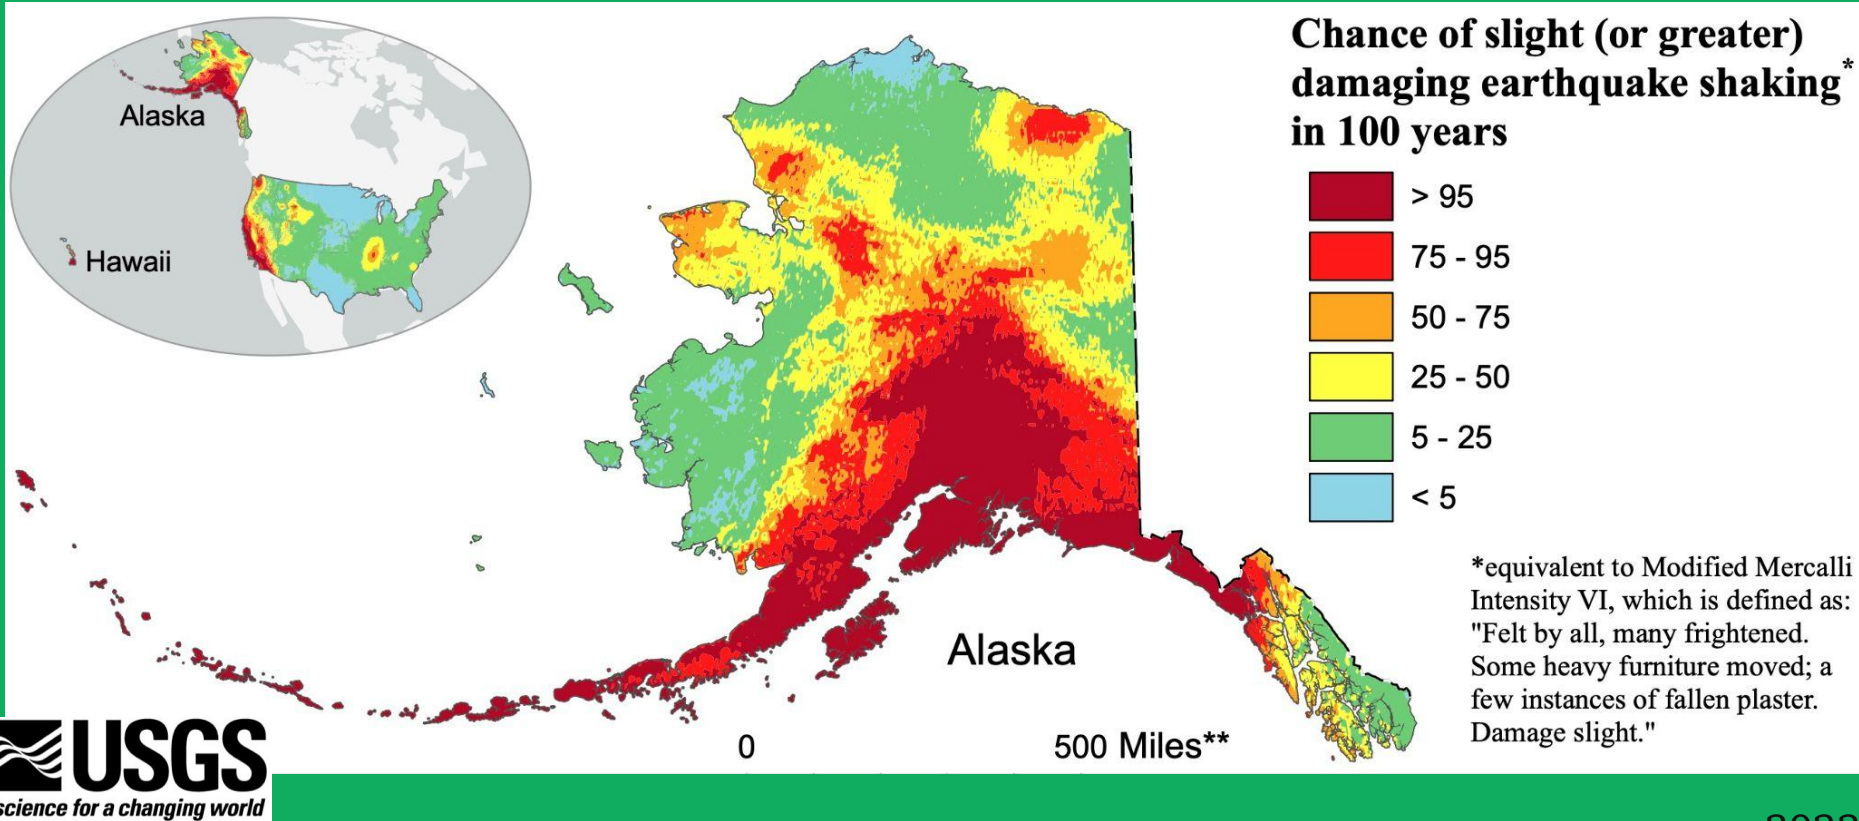 Alaska
Hawaii
Chance of slight (or greater)
damaging earthquake shaking*
in 100 years
> 95
75 - 95
50 - 75
25 - 50
5 - 25
< 5
*equivalent to Modified Mercalli
Intensity VI, which is defined as:
"Felt by all, many frightened.
Some heavy furniture moved; a
few instances of fallen plaster.
Damage slight."
Alaska
0 500 Miles**
USGS
science for a changing world